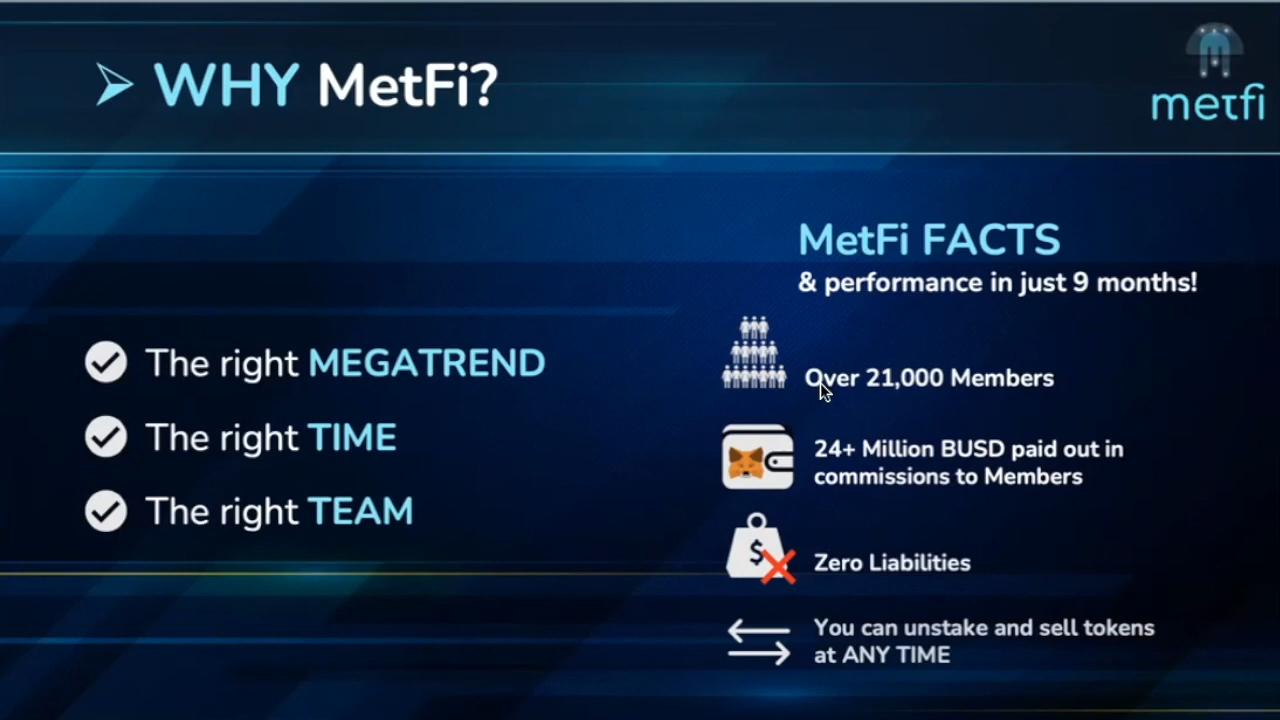 WHY MetFi?
metfi
The right MEGATREND
The right TIME
The right TEAM
MetFi FACTS
& performance in just 9 months!
Over 21,000 Members
24+ Million BUSD paid out in
commissions to Members
$
Zero Liabilities
You can unstake and sell tokens
at ANY TIME